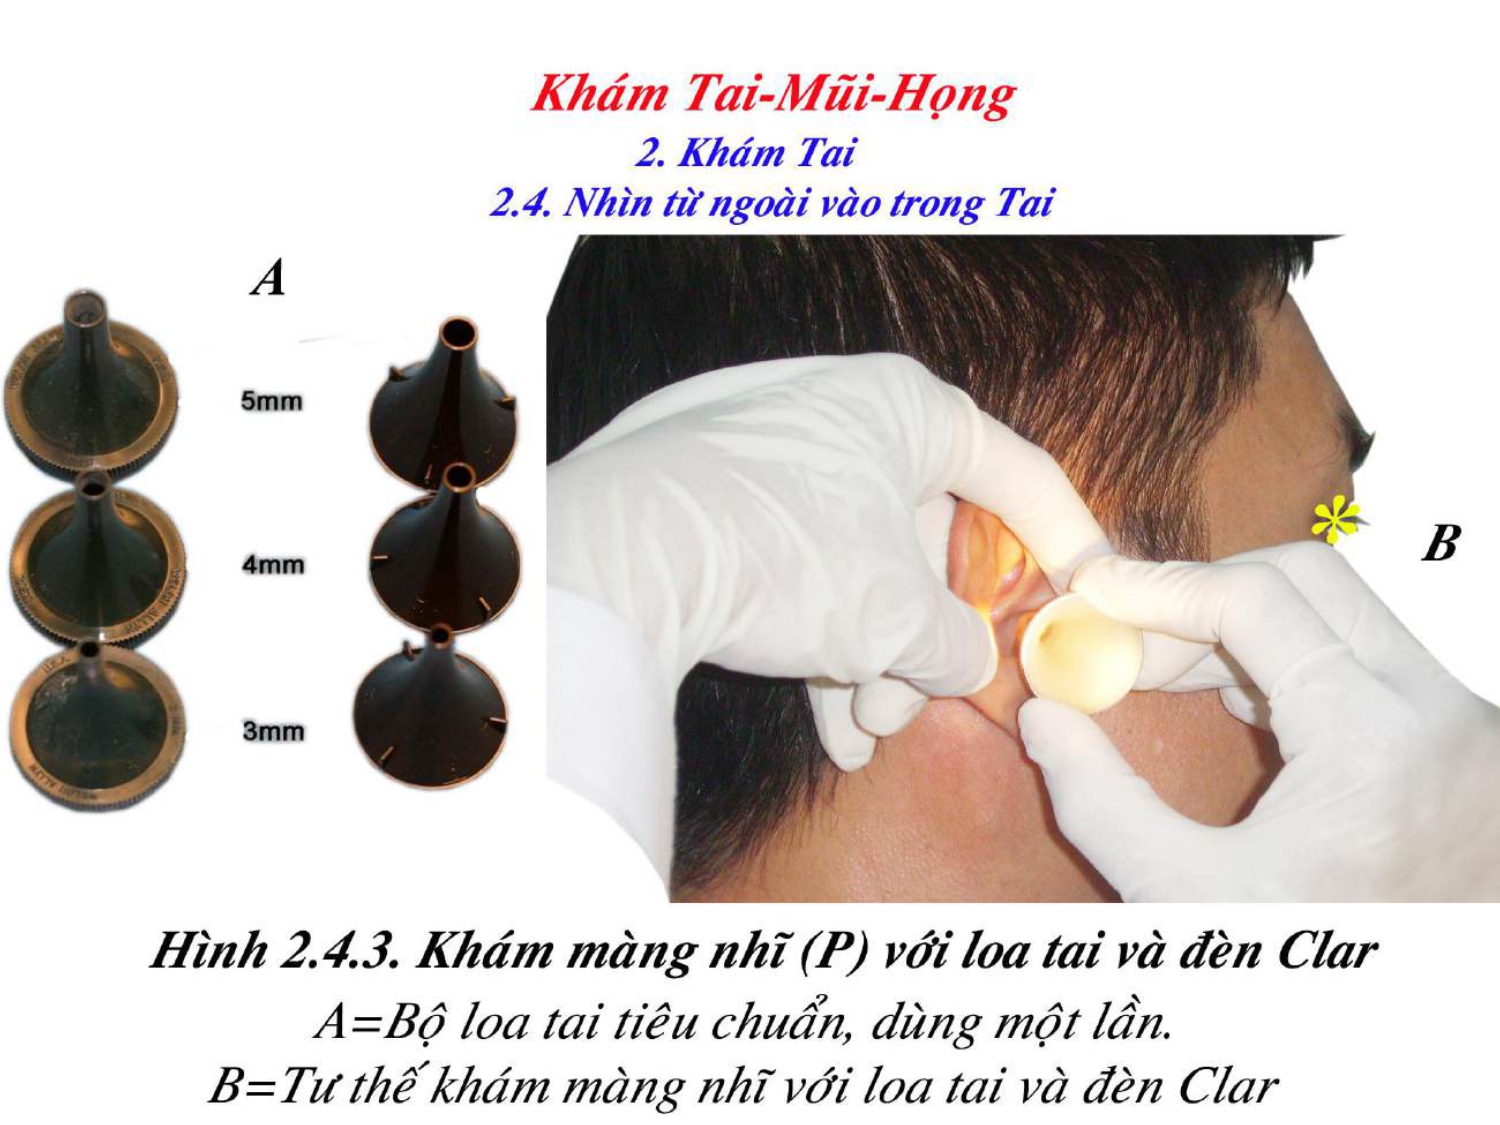 Khám Tai-Mũi-Họng
2. Khám Tai
2.4. Nhìn từ ngoài vào trong Tai
A
5mm
4mm
3mm
B
Hình 2.4.3. Khám màng nhĩ (P) với loa tai và đèn Clar
A=Bộ loa tai tiêu chuẩn, dùng một lần.
B=Tư thế khám màng nhĩ với loa tai và đèn Clar